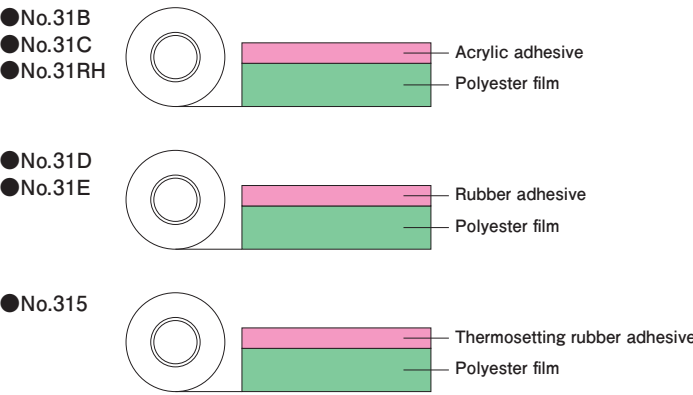 ●No.31B
●No.31C
●No.31RH
Acrylic adhesive
Polyester film
●No.31D
●No.31E
Rubber adhesive
Polyester film
●No.315
Thermosetting rubber adhesive
Polyester film